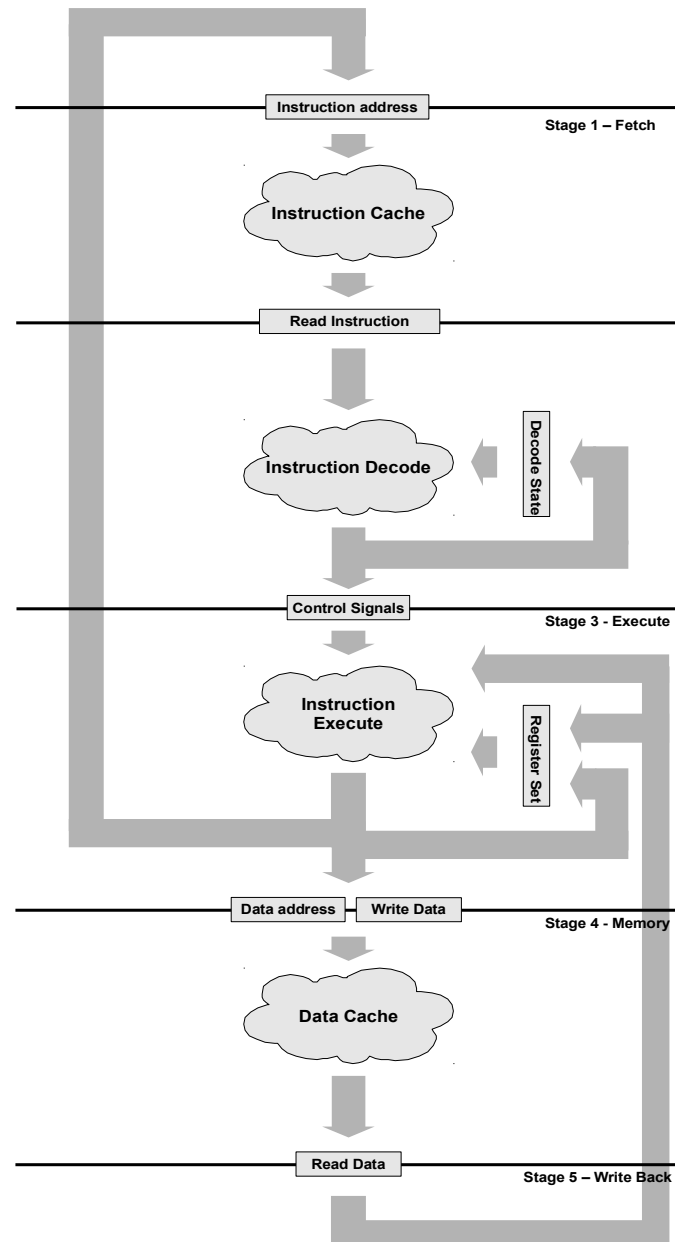 Instruction address
Stage 1 – Fetch
Instruction Cache
Read Instruction
Instruction Decode
Decode State
Control Signals
Stage 3 - Execute
Instruction
Execute
Register Set
Data address
Write Data
Stage 4 - Memory
Data Cache
Read Data
Stage 5 – Write Back